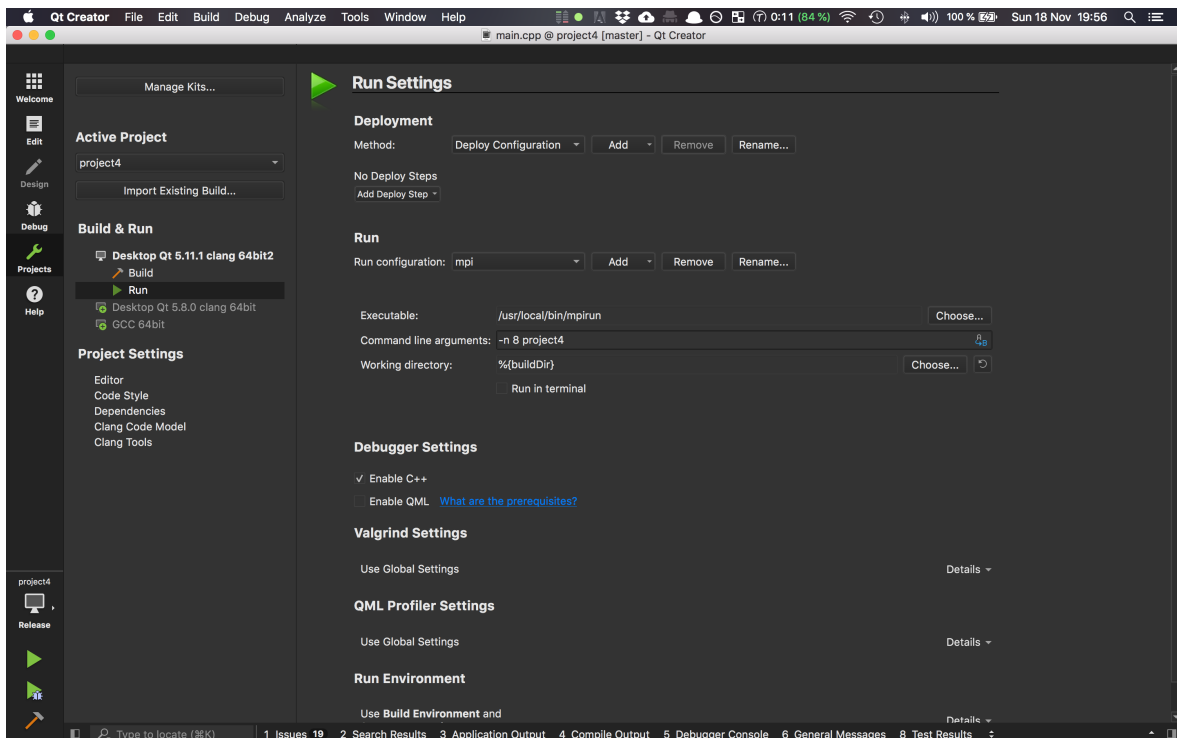 Qt Creator File Edit Build Debug Analyze Tools Window Help 0:11 (84 %) 100 % Sun 18 Nov 19:56
main.cpp @ project4 [master] - Qt Creator
Welcome
Edit
Design
Debug
Projects
Help
project4
Release
Manage Kits...
Active Project
project4
Import Existing Build...
Build & Run
Desktop Qt 5.11.1 clang 64bit2
Build
Run
Desktop Qt 5.8.0 clang 64bit
GCC 64bit
Project Settings
Editor
Code Style
Dependencies
Clang Code Model
Clang Tools
Run Settings
Deployment
Method: Deploy Configuration Add Remove Rename...
No Deploy Steps
Add Deploy Step
Run
Run configuration: mpi Add Remove Rename...
Executable: /usr/local/bin/mpirun Choose...
Command line arguments: -n 8 project4
Working directory: %{buildDir} Choose...
Run in terminal
Debugger Settings
Enable C++
Enable QML What are the prerequisites?
Valgrind Settings
Use Global Settings Details
QML Profiler Settings
Use Global Settings Details
Run Environment
Use Build Environment and
Details
Type to locate (⌘K) 1 Issues 19 2 Search Results 3 Application Output 4 Compile Output 5 Debugger Console 6 General Messages 8 Test Results